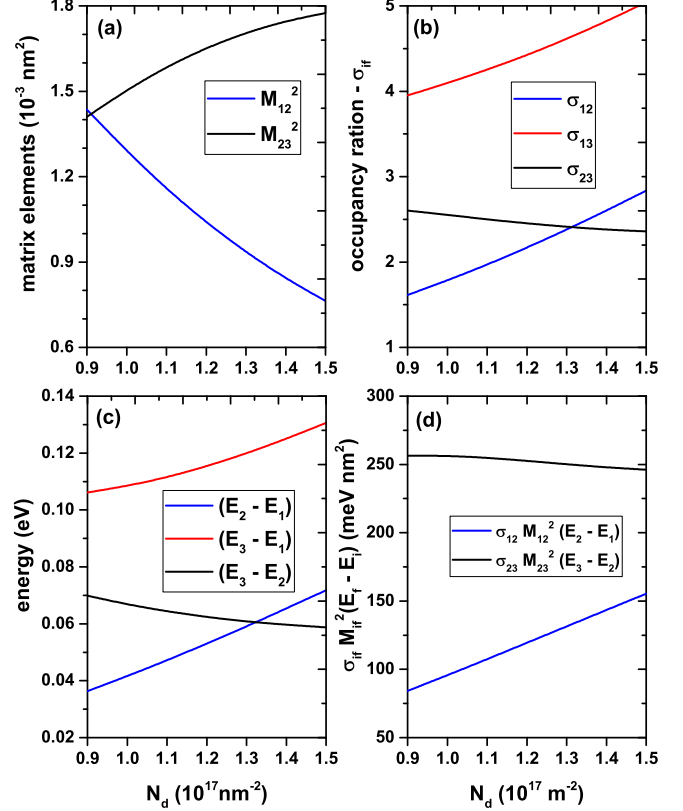 (a)
M₁₂²
M₂₃²
matrix elements (10⁻³ nm²)
1.8
1.5
1.2
0.9
0.6
0.9 1.0 1.1 1.2 1.3 1.4 1.5
(b)
σ₁₂
σ₁₃
σ₂₃
occupancy ration - σᵢf
5
4
3
2
1
0.9 1.0 1.1 1.2 1.3 1.4 1.5
(c)
(E₂ - E₁)
(E₃ - E₁)
(E₃ - E₂)
energy (eV)
0.14
0.12
0.10
0.08
0.06
0.04
0.02
0.9 1.0 1.1 1.2 1.3 1.4 1.5
N_d (10¹⁷nm⁻²)
(d)
σ₁₂ M₁₂² (E₂ - E₁)
σ₂₃ M₂₃² (E₃ - E₂)
σ_if M_if² (E_f - E_i) (meV nm²)
300
250
200
150
100
50
0.9 1.0 1.1 1.2 1.3 1.4 1.5
N_d (10¹⁷ m⁻²)